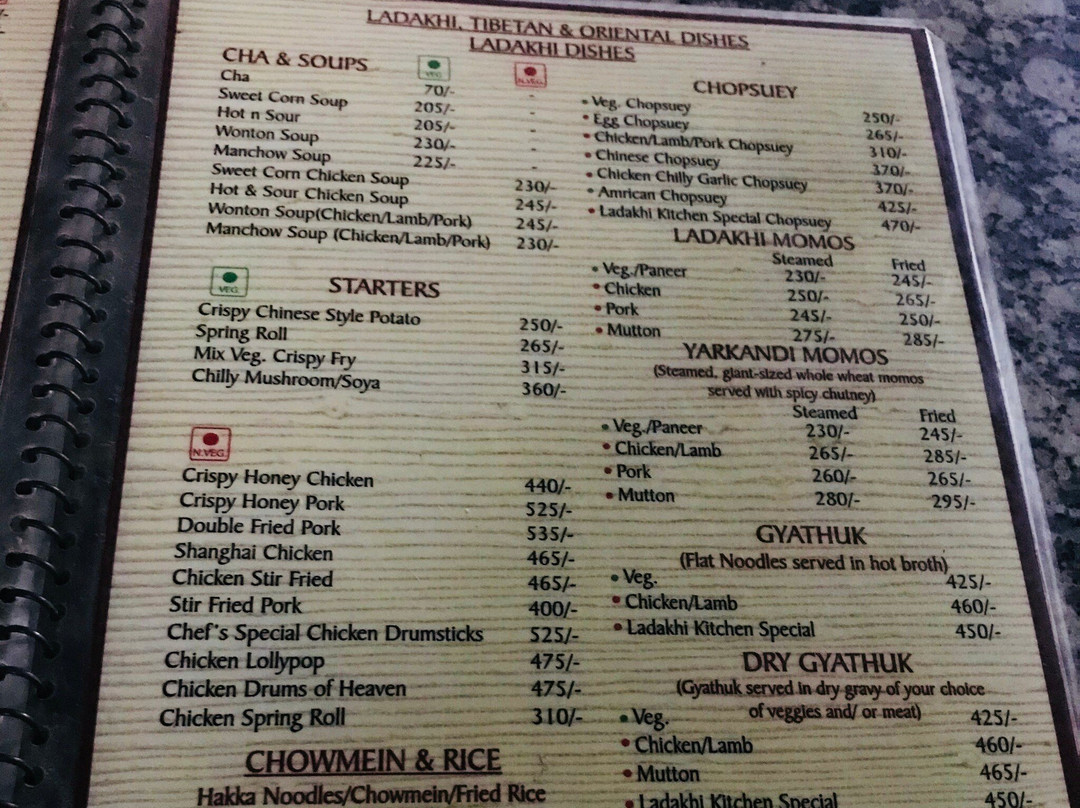 LADAKHI, TIBETAN & ORIENTAL DISHES
LADAKHI DISHES
CHA & SOUPS VEG. N.VEG.
Cha 70/- -
Sweet Corn Soup 205/- -
Hot n Sour 205/- -
Wonton Soup 230/- -
Manchow Soup 225/- -
Sweet Corn Chicken Soup 230/-
Hot & Sour Chicken Soup 245/-
Wonton Soup(Chicken/Lamb/Pork) 245/-
Manchow Soup (Chicken/Lamb/Pork) 230/-
VEG. STARTERS
Crispy Chinese Style Potato 250/-
Spring Roll 265/-
Mix Veg. Crispy Fry 315/-
Chilly Mushroom/Soya 360/-
N.VEG.
Crispy Honey Chicken 440/-
Crispy Honey Pork 525/-
Double Fried Pork 535/-
Shanghai Chicken 465/-
Chicken Stir Fried 465/-
Stir Fried Pork 400/-
Chef's Special Chicken Drumsticks 525/-
Chicken Lollypop 475/-
Chicken Drums of Heaven 475/-
Chicken Spring Roll 310/-
CHOWMEIN & RICE
Hakka Noodles/Chowmein/Fried Rice
CHOPSUEY
• Veg. Chopsuey 250/-
• Egg Chopsuey 265/-
• Chicken/Lamb/Pork Chopsuey 310/-
• Chinese Chopsuey 370/-
• Chicken Chilly Garlic Chopsuey 370/-
• Amrican Chopsuey 425/-
• Ladakhi Kitchen Special Chopsuey 470/-
LADAKHI MOMOS
Steamed Fried
• Veg./Paneer 230/- 245/-
• Chicken 250/- 265/-
• Pork 245/- 250/-
• Mutton 275/- 285/-
YARKANDI MOMOS
(Steamed, giant-sized whole wheat momos
served with spicy chutney)
Steamed Fried
• Veg./Paneer 230/- 245/-
• Chicken/Lamb 265/- 285/-
• Pork 260/- 265/-
• Mutton 280/- 295/-
GYATHUK
(Flat Noodles served in hot broth)
• Veg. 425/-
• Chicken/Lamb 460/-
• Ladakhi Kitchen Special 450/-
DRY GYATHUK
(Gyathuk served in dry gravy of your choice
of veggies and/ or meat)
• Veg. 425/-
• Chicken/Lamb 460/-
• Mutton 465/-
• Ladakhi Kitchen Special 450/-